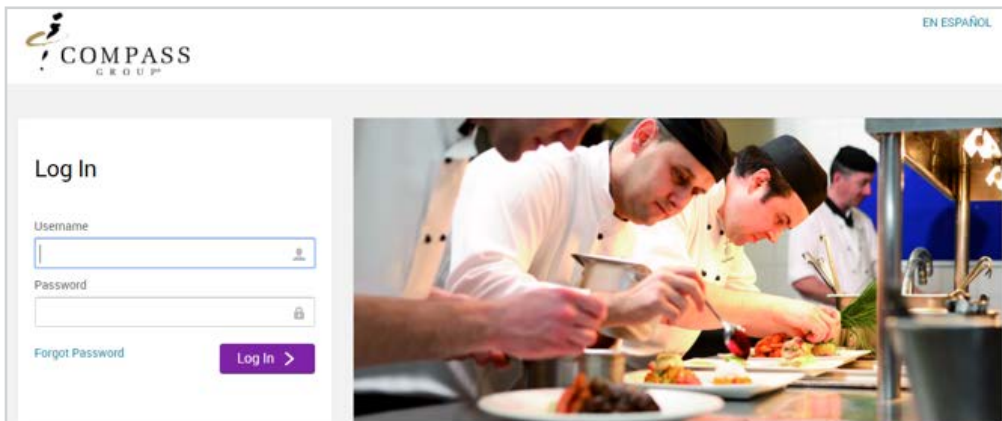 EN ESPAÑOL
COMPASS
GROUP
Log In
Username
Password
Forgot Password
Log In